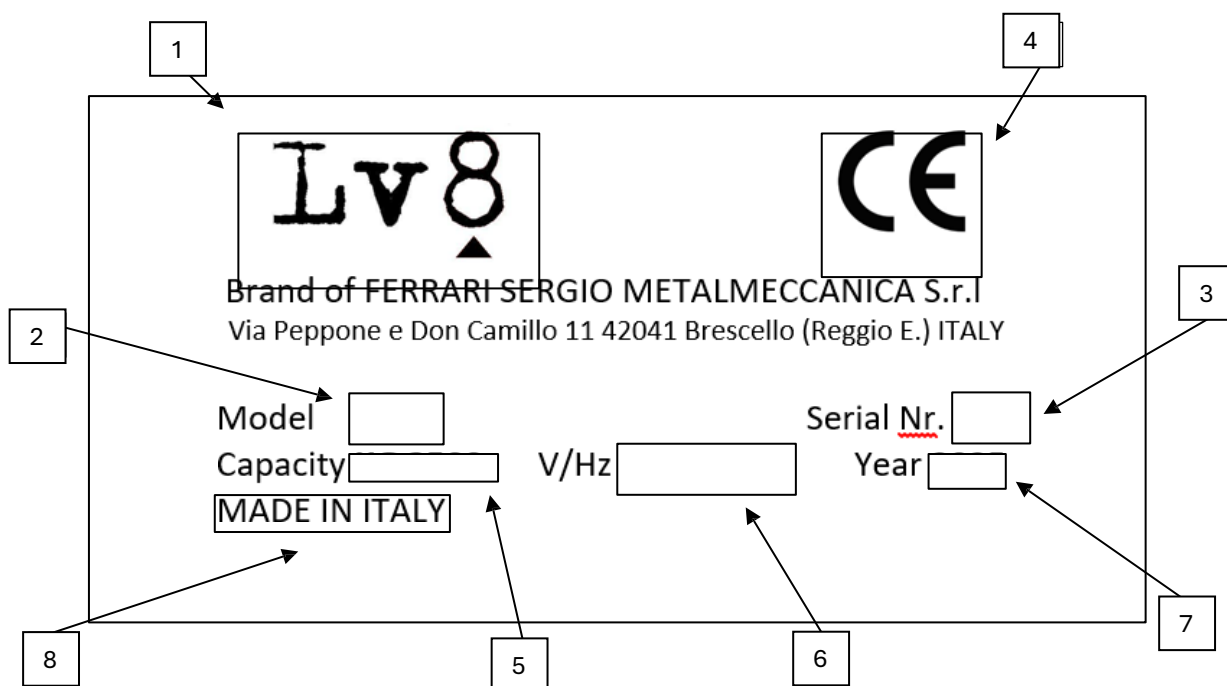 1
4
Lv8
CE
Brand of FERRARI SERGIO METALMECCANICA S.r.l
Via Peppone e Don Camillo 11 42041 Brescello (Reggio E.) ITALY
3
2
Model
Serial Nr.
Capacity
V/Hz
Year
MADE IN ITALY
7
8
5
6